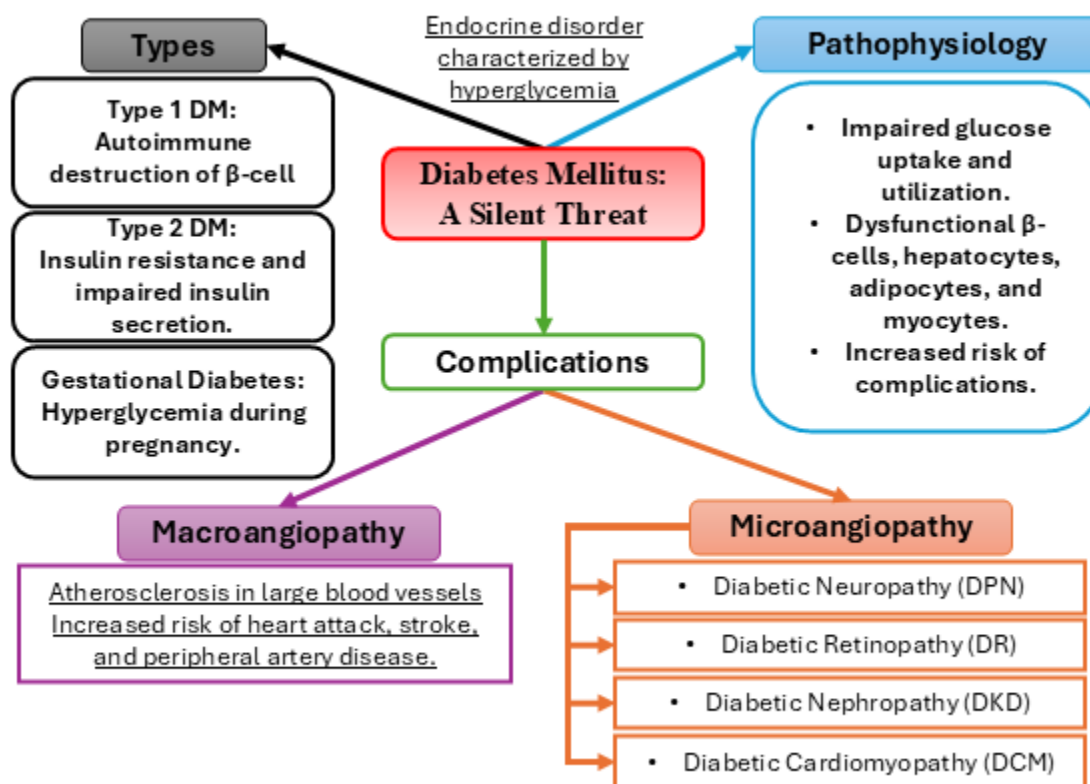 Types
Endocrine disorder
characterized by
hyperglycemia
Pathophysiology
Type 1 DM:
Autoimmune
destruction of β-cell
Type 2 DM:
Insulin resistance and
impaired insulin
secretion.
Gestational Diabetes:
Hyperglycemia during
pregnancy.
Diabetes Mellitus:
A Silent Threat
• Impaired glucose
uptake and
utilization.
• Dysfunctional β-
cells, hepatocytes,
adipocytes, and
myocytes.
• Increased risk of
complications.
Complications
Macroangiopathy
Atherosclerosis in large blood vessels
Increased risk of heart attack, stroke,
and peripheral artery disease.
Microangiopathy
• Diabetic Neuropathy (DPN)
• Diabetic Retinopathy (DR)
• Diabetic Nephropathy (DKD)
• Diabetic Cardiomyopathy (DCM)